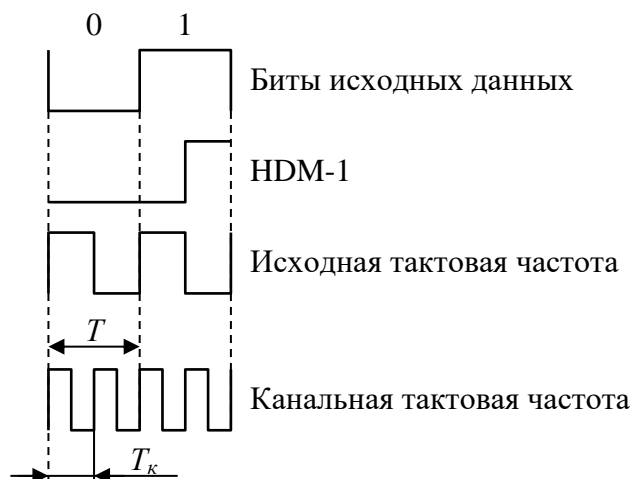 0 1
Биты исходных данных
HDM-1
Исходная тактовая частота
T
Канальная тактовая частота
Tк